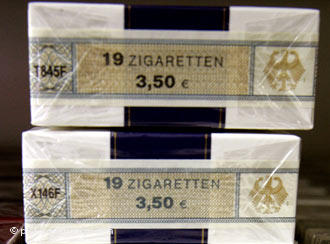 T845F
19 ZIGARETTEN
3,50 €
X146F
19 ZIGARETTEN
3,50 €
©